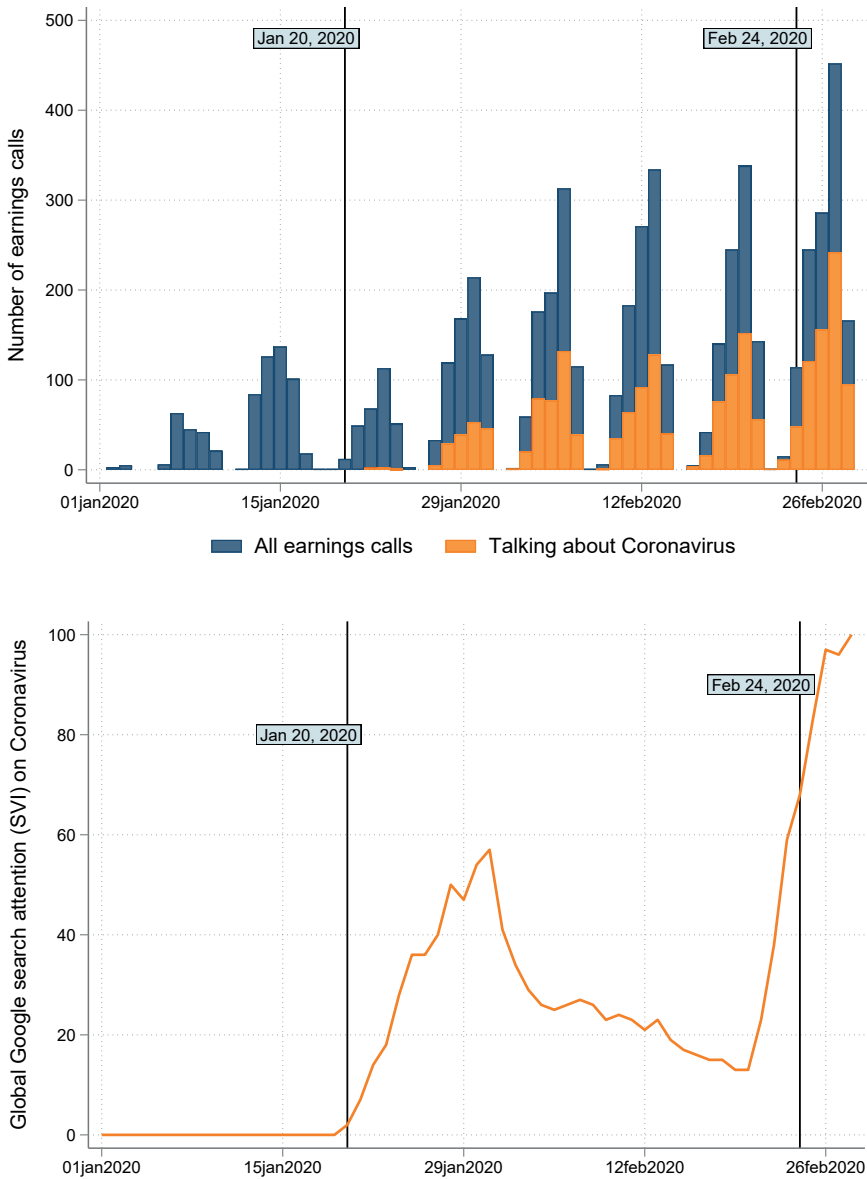 Number of earnings calls
500
400
300
200
100
0
Jan 20, 2020
Feb 24, 2020
01jan2020 15jan2020 29jan2020 12feb2020 26feb2020
All earnings calls Talking about Coronavirus
Global Google search attention (SVI) on Coronavirus
100
80
60
40
20
0
Feb 24, 2020
Jan 20, 2020
01jan2020 15jan2020 29jan2020 12feb2020 26feb2020